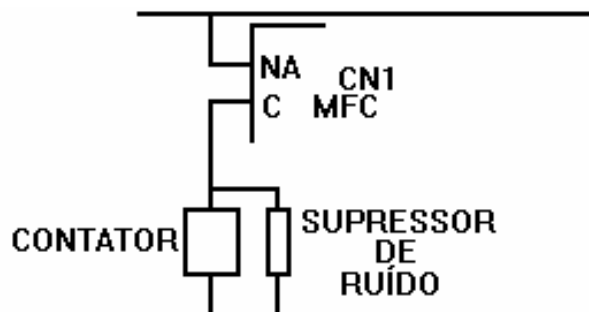 NA CN1
C MFC
CONTATOR
SUPRESSOR
DE
RUÍDO